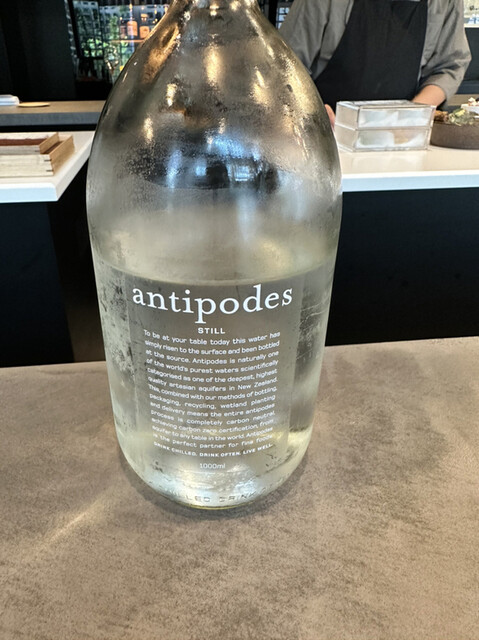 antipodes
STILL
To be at your table today this water has
simply risen to the surface and been bottled
at the source. Antipodes is naturally one
of the world's purest waters scientifically
categorised as one of the deepest, highest
quality artesian aquifers in New Zealand.
This, combined with our methods of bottling,
packaging, recycling, wetland planting
and delivery means the entire antipodes
process is completely carbon neutral,
achieving carbon zero certification, from
aquifer to any table in the world. Antipodes
is the perfect partner for fine food.
DRINK CHILLED. DRINK OFTEN. LIVE WELL.
1000ml